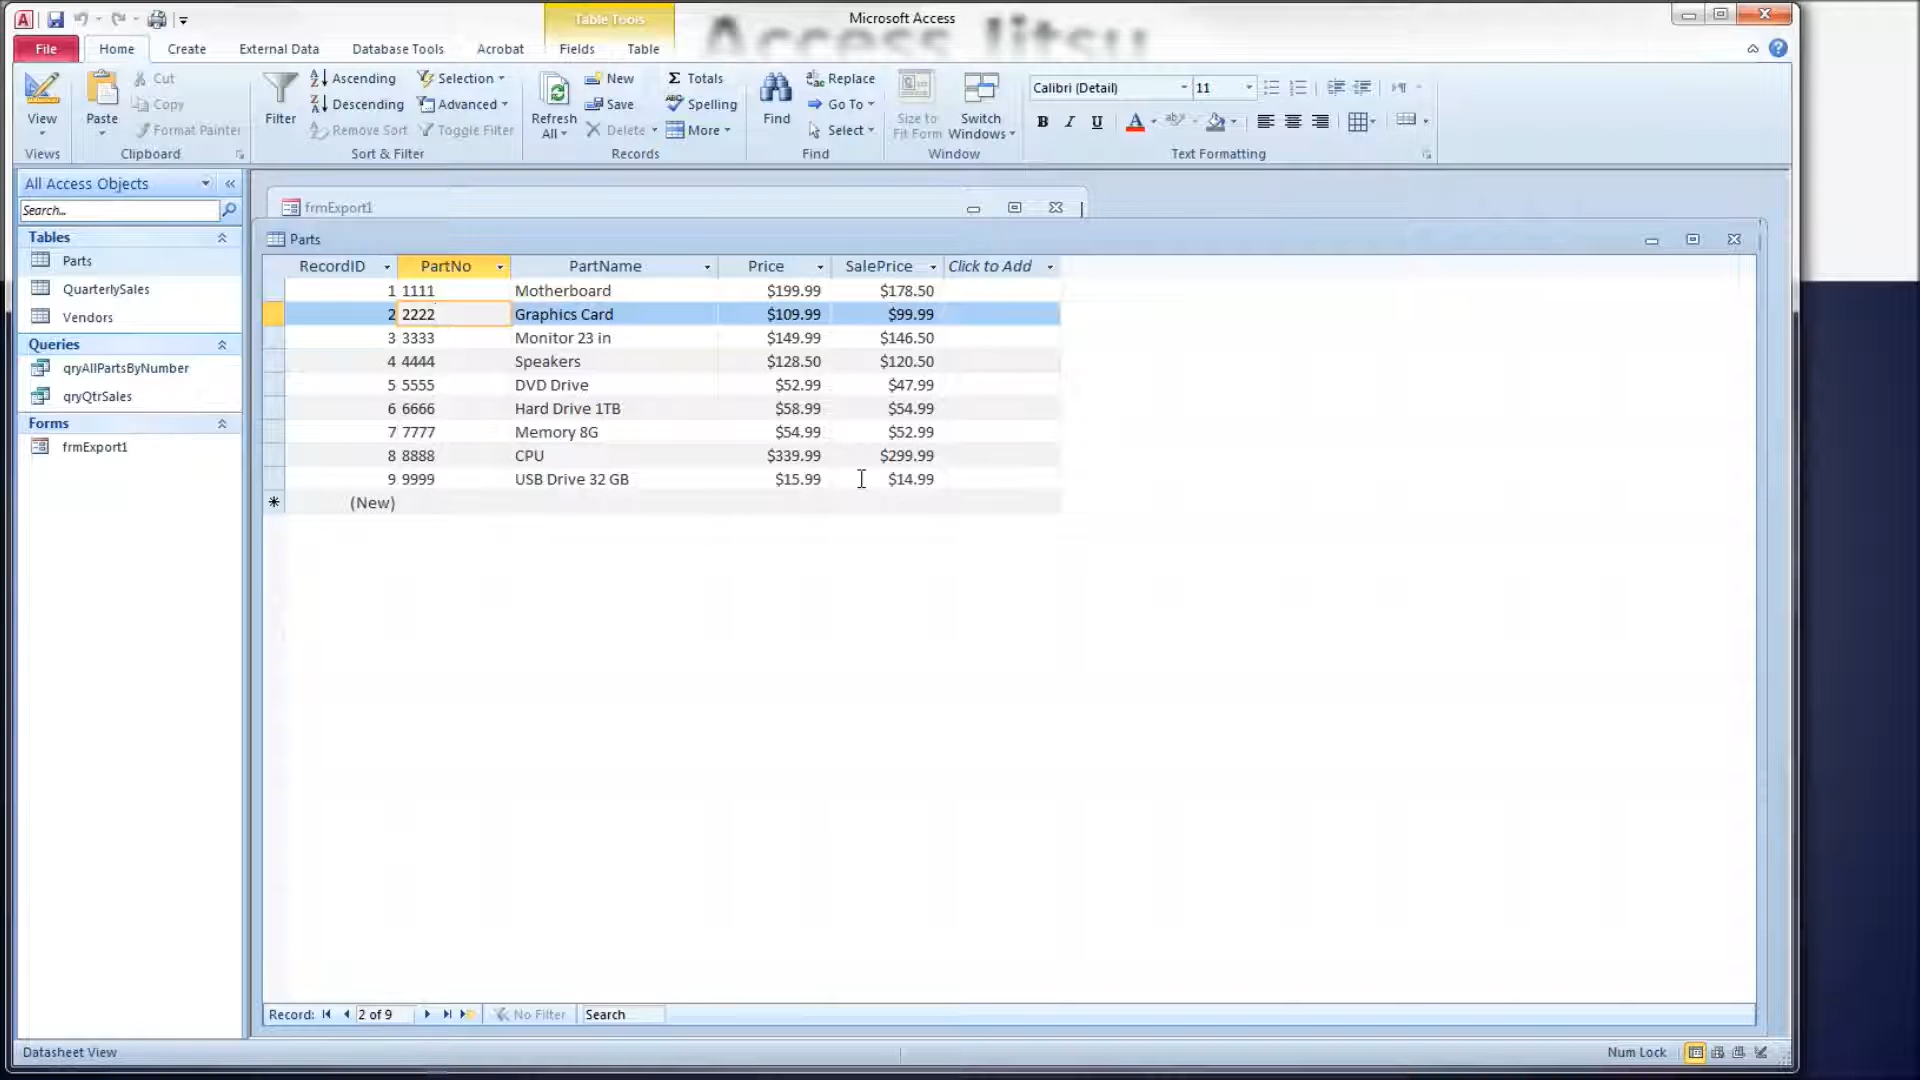 Table Tools
Microsoft Access
Access Jitsu
File Home Create External Data Database Tools Acrobat Fields Table
View
Views
Paste
Cut
Copy
Format Painter
Clipboard
Filter
Ascending
Descending
Remove Sort
Selection
Advanced
Toggle Filter
Sort & Filter
Refresh All
New
Save
Delete
Totals
Spelling
More
Records
Find
Replace
Go To
Select
Find
Size to Fit Form
Switch Windows
Window
Calibri (Detail) 11
B I U A
Text Formatting
All Access Objects
Search...
Tables
Parts
QuarterlySales
Vendors
Queries
qryAllPartsByNumber
qryQtrSales
Forms
frmExport1
frmExport1
Parts
RecordID PartNo PartName Price SalePrice Click to Add
1 1111 Motherboard $199.99 $178.50
2 2222 Graphics Card $109.99 $99.99
3 3333 Monitor 23 in $149.99 $146.50
4 4444 Speakers $128.50 $120.50
5 5555 DVD Drive $52.99 $47.99
6 6666 Hard Drive 1TB $58.99 $54.99
7 7777 Memory 8G $54.99 $52.99
8 8888 CPU $339.99 $299.99
9 9999 USB Drive 32 GB $15.99 $14.99
(New)
Record: 2 of 9 No Filter Search
Datasheet View Num Lock